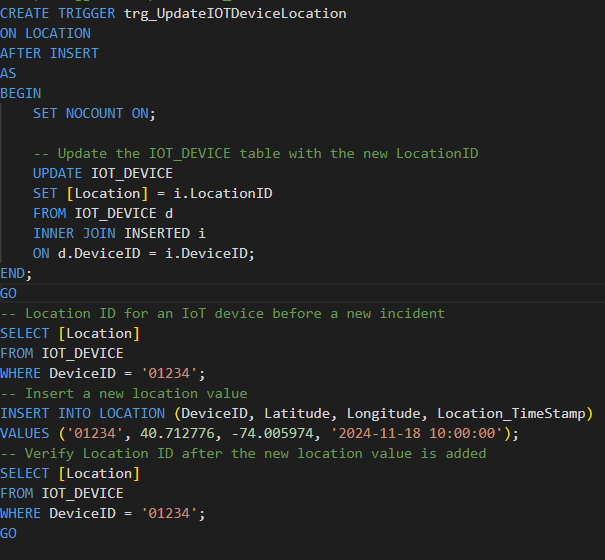 CREATE TRIGGER trg_UpdateIOTDeviceLocation
ON LOCATION
AFTER INSERT
AS
BEGIN
    SET NOCOUNT ON;

    -- Update the IOT_DEVICE table with the new LocationID
    UPDATE IOT_DEVICE
    SET [Location] = i.LocationID
    FROM IOT_DEVICE d
    INNER JOIN INSERTED i
    ON d.DeviceID = i.DeviceID;
END;
GO
-- Location ID for an IoT device before a new incident
SELECT [Location]
FROM IOT_DEVICE
WHERE DeviceID = '01234';
-- Insert a new location value
INSERT INTO LOCATION (DeviceID, Latitude, Longitude, Location_TimeStamp)
VALUES ('01234', 40.712776, -74.005974, '2024-11-18 10:00:00');
-- Verify Location ID after the new location value is added
SELECT [Location]
FROM IOT_DEVICE
WHERE DeviceID = '01234';
GO